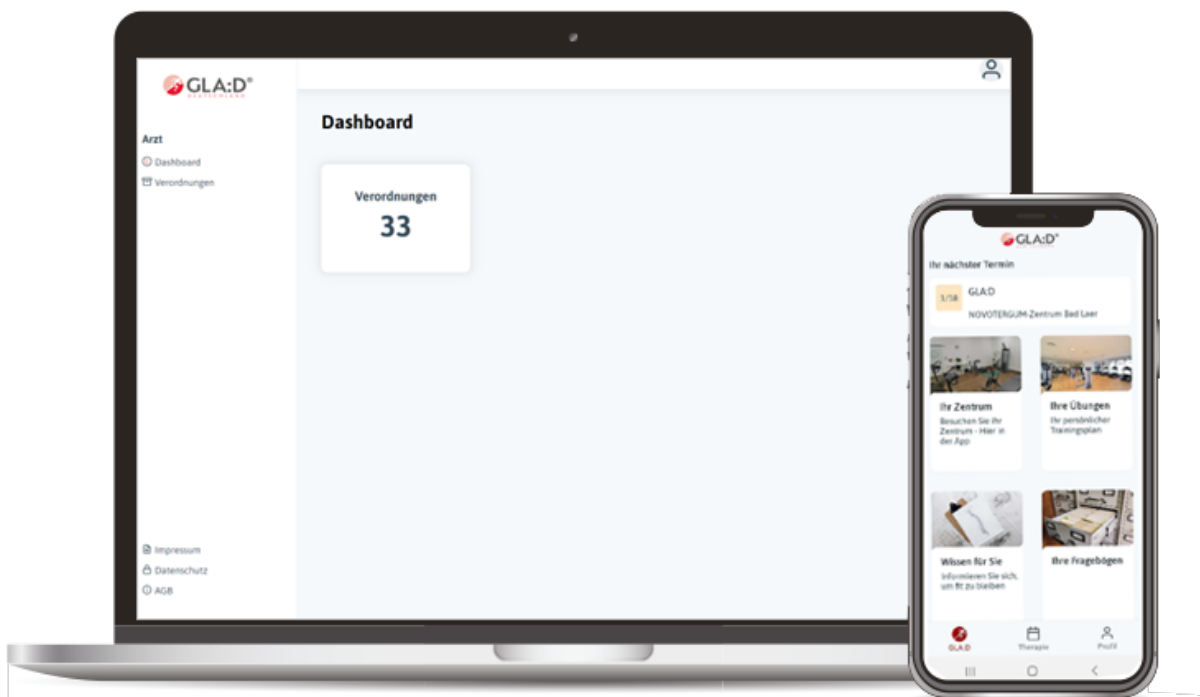 GLA:D®
DEUTSCHLAND
Arzt
Dashboard
Verordnungen
Impressum
Datenschutz
AGB
Dashboard
Verordnungen
33
GLA:D®
Ihr nächster Termin
GLA:D
NOVOTERGUM-Zentrum Bad Laer
Ihr Zentrum
Besuchen Sie Ihr
Zentrum - Hier in
der App
Ihre Übungen
Ihr persönlicher
Trainingsplan
Wissen für Sie
Informieren Sie sich,
um fit zu bleiben
Ihre Fragebögen
GLA:D
Therapie
Profil